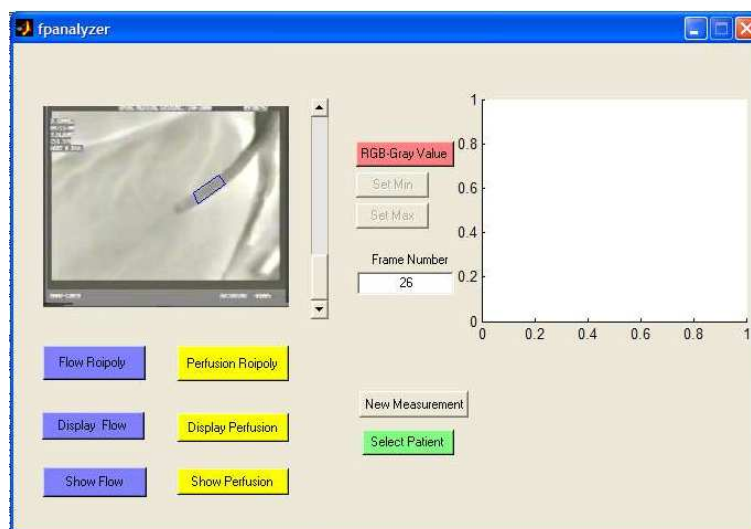 fpanalyzer
RGB-Gray Value
Set Min
Set Max
Frame Number
26
1
0.8
0.6
0.4
0.2
0
0 0.2 0.4 0.6 0.8 1
Flow Roipoly
Perfusion Roipoly
Display Flow
Display Perfusion
Show Flow
Show Perfusion
New Measurement
Select Patient